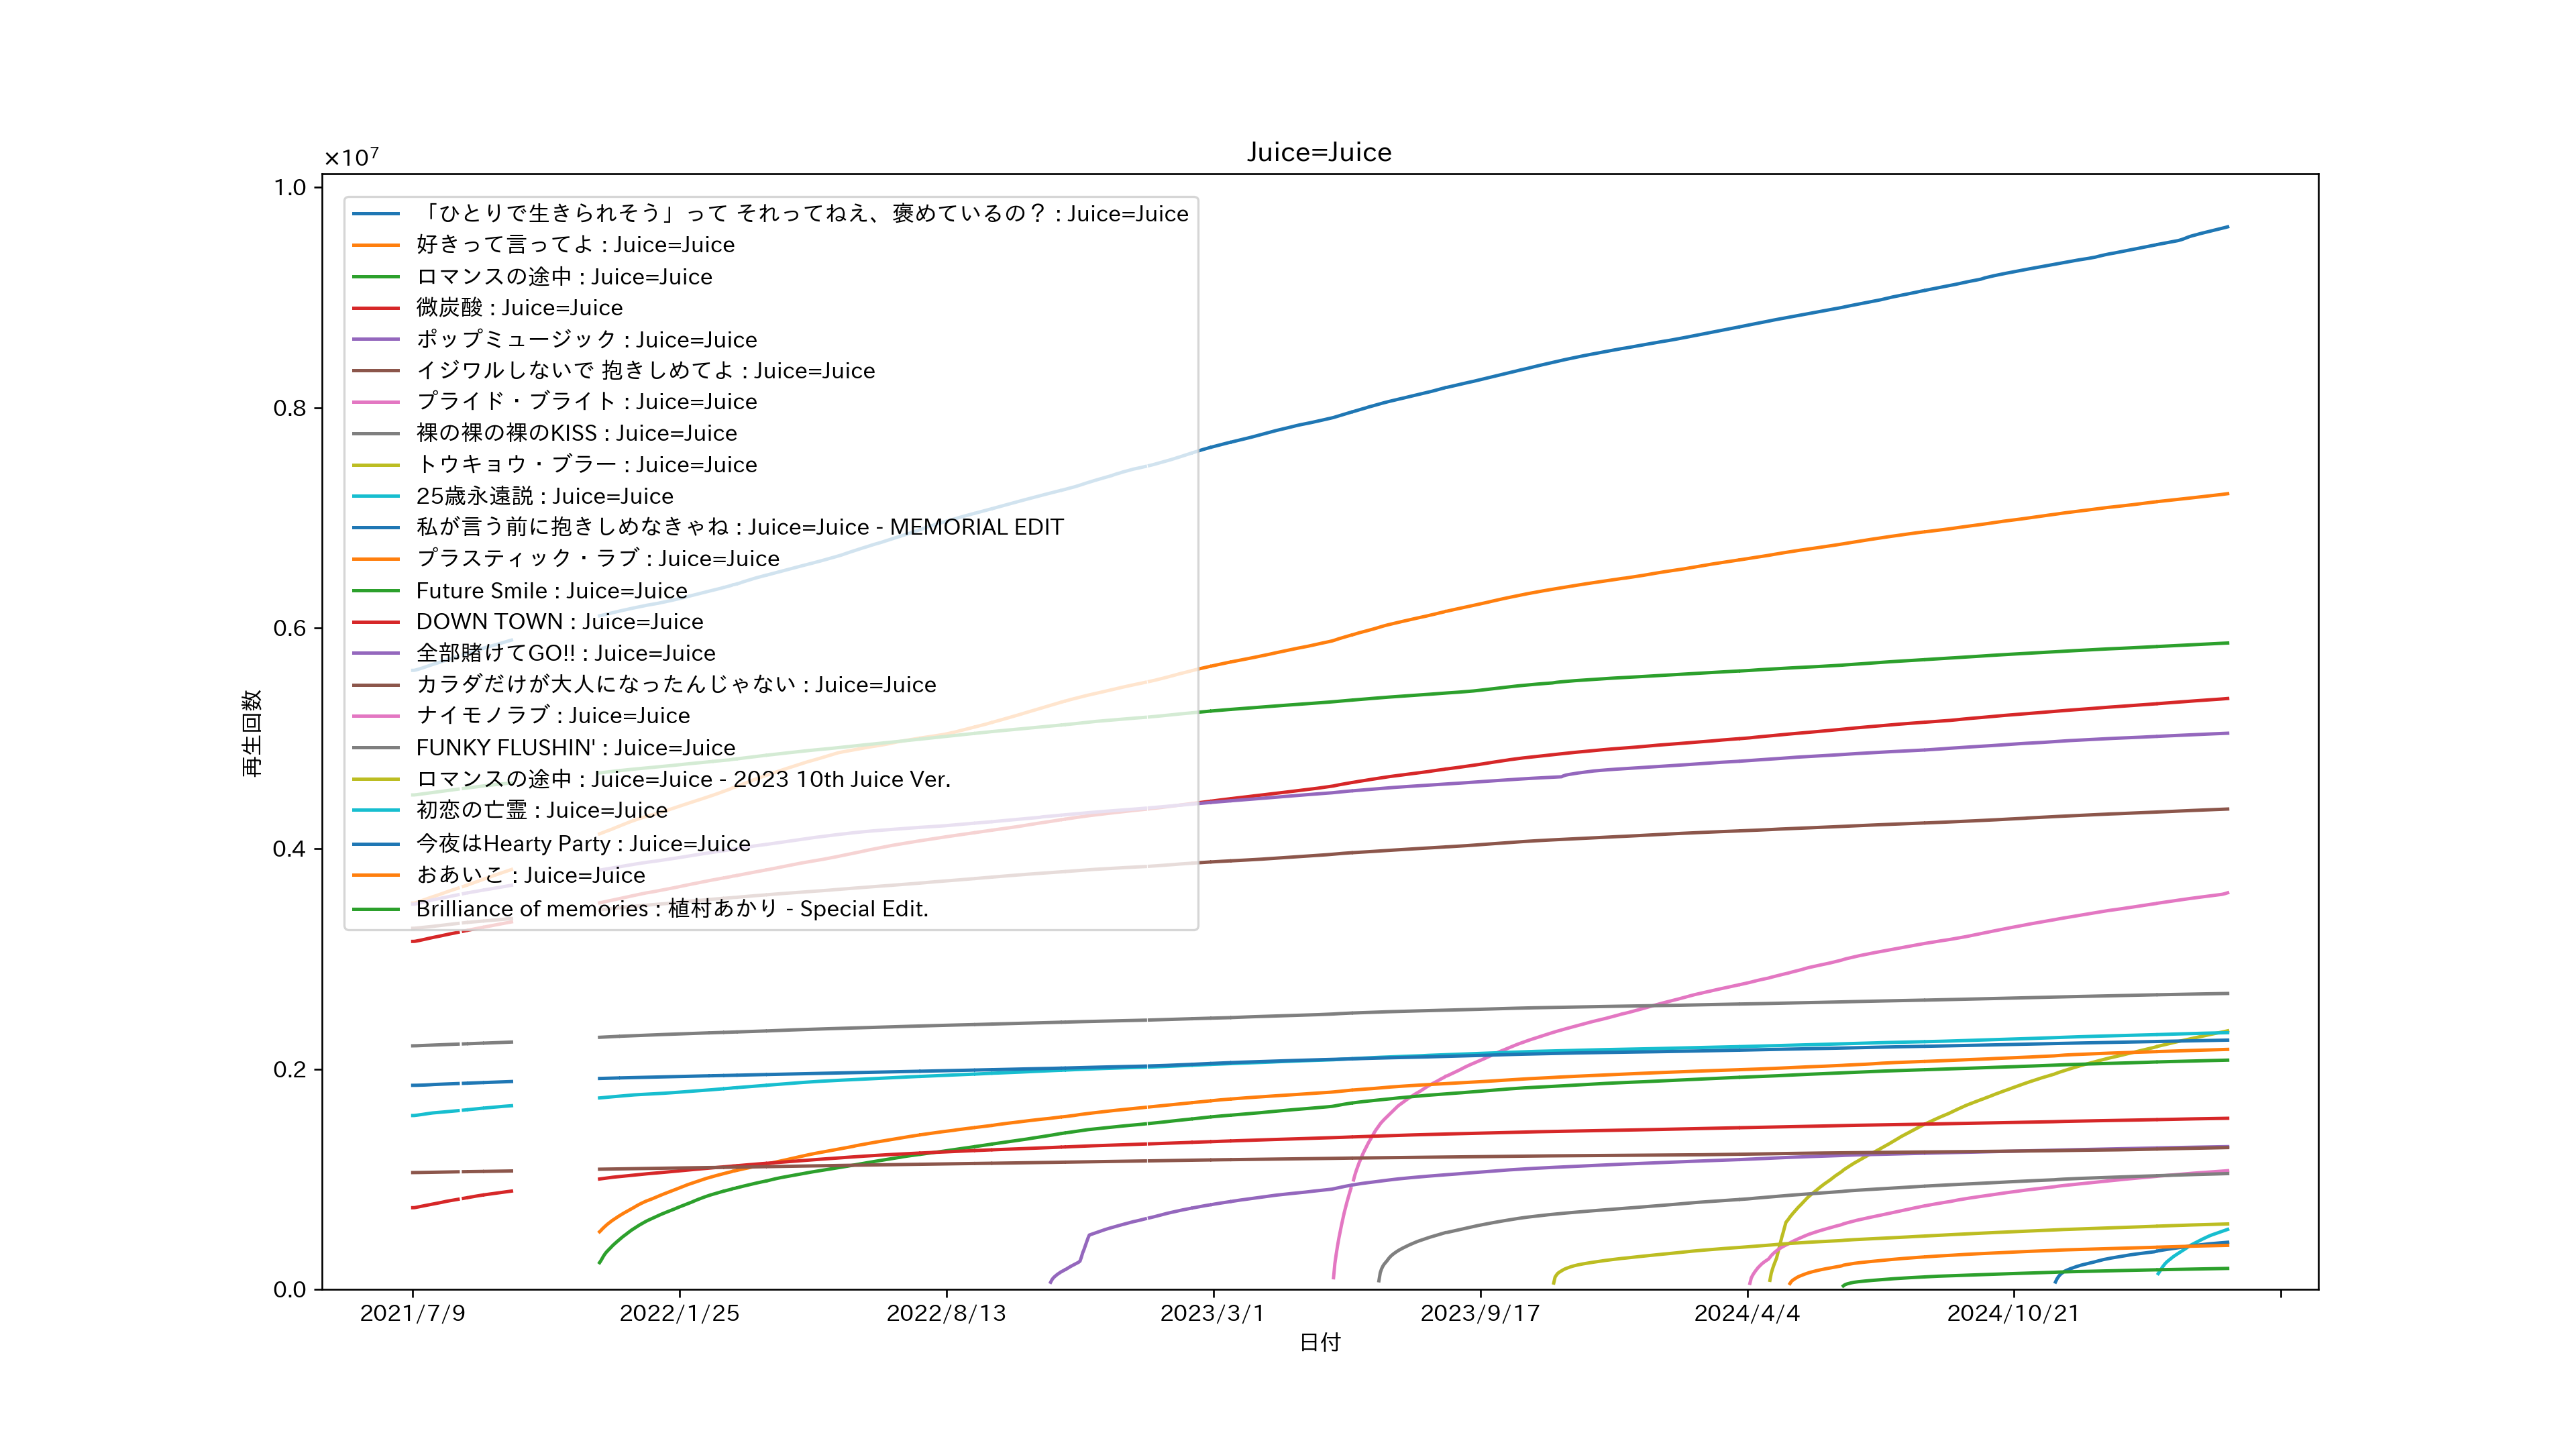 Juice=Juice
×10⁷
1.0
0.8
0.6
0.4
0.2
0.0
再生回数
「ひとりで生きられそう」って それってねえ、褒めているの？ : Juice=Juice
好きって言ってよ : Juice=Juice
ロマンスの途中 : Juice=Juice
微炭酸 : Juice=Juice
ポップミュージック : Juice=Juice
イジワルしないで 抱きしめてよ : Juice=Juice
プライド・ブライト : Juice=Juice
裸の裸の裸のKISS : Juice=Juice
トウキョウ・ブラー : Juice=Juice
25歳永遠説 : Juice=Juice
私が言う前に抱きしめなきゃね : Juice=Juice - MEMORIAL EDIT
プラスティック・ラブ : Juice=Juice
Future Smile : Juice=Juice
DOWN TOWN : Juice=Juice
全部賭けてGO!! : Juice=Juice
カラダだけが大人になったんじゃない : Juice=Juice
ナイモノラブ : Juice=Juice
FUNKY FLUSHIN' : Juice=Juice
ロマンスの途中 : Juice=Juice - 2023 10th Juice Ver.
初恋の亡霊 : Juice=Juice
今夜はHearty Party : Juice=Juice
おあいこ : Juice=Juice
Brilliance of memories : 植村あかり - Special Edit.
2021/7/9
2022/1/25
2022/8/13
2023/3/1
2023/9/17
2024/4/4
2024/10/21
日付